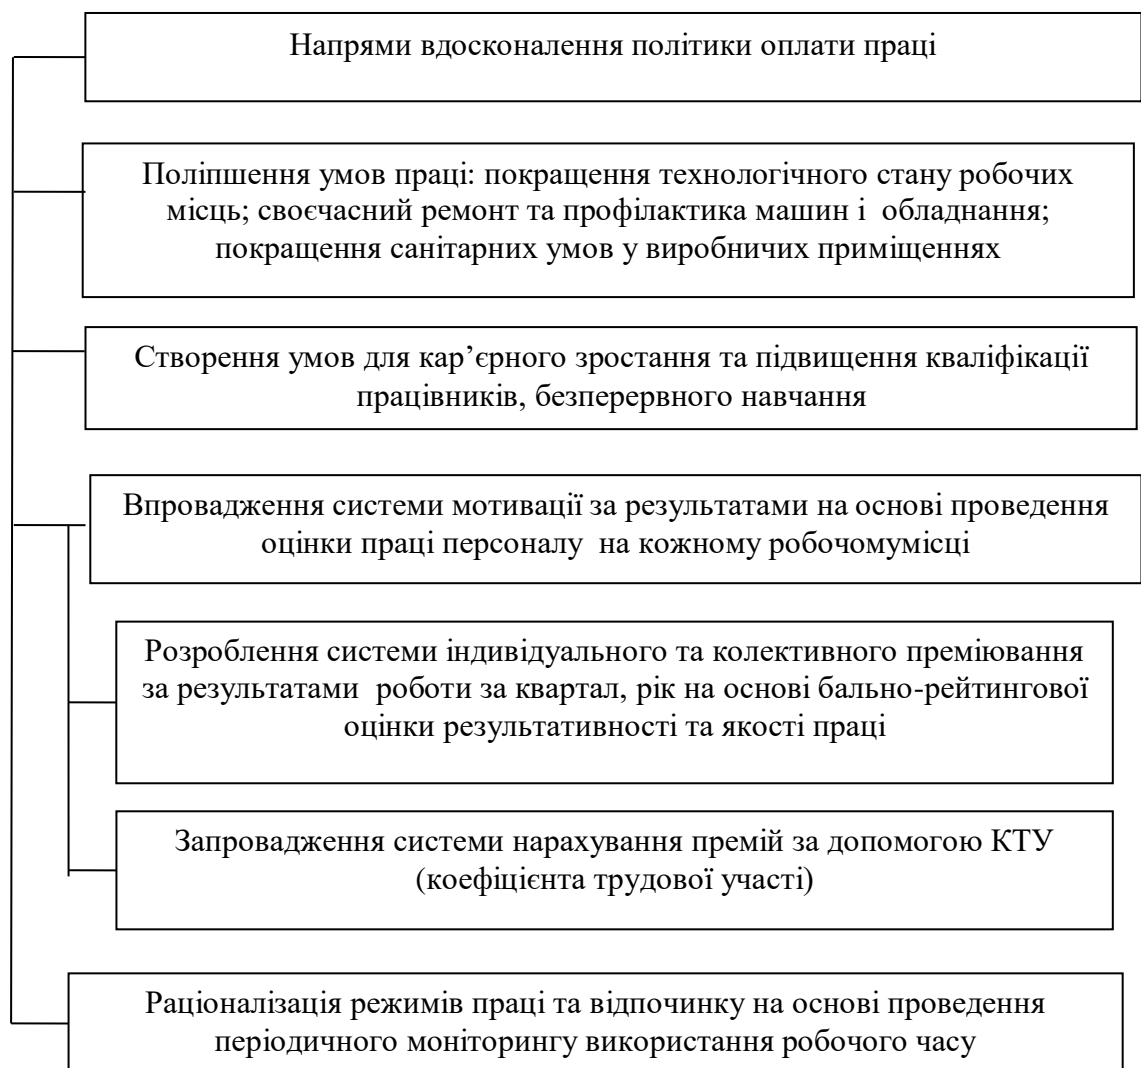 Напрями вдосконалення політики оплати праці
Поліпшення умов праці: покращення технологічного стану робочих
місць; своєчасний ремонт та профілактика машин і обладнання;
покращення санітарних умов у виробничих приміщеннях
Створення умов для кар’єрного зростання та підвищення кваліфікації
працівників, безперервного навчання
Впровадження системи мотивації за результатами на основі проведення
оцінки праці персоналу на кожному робочомумісці
Розроблення системи індивідуального та колективного преміювання
за результатами роботи за квартал, рік на основі бально-рейтингової
оцінки результативності та якості праці
Запровадження системи нарахування премій за допомогою КТУ
(коефіцієнта трудової участі)
Раціоналізація режимів праці та відпочинку на основі проведення
періодичного моніторингу використання робочого часу